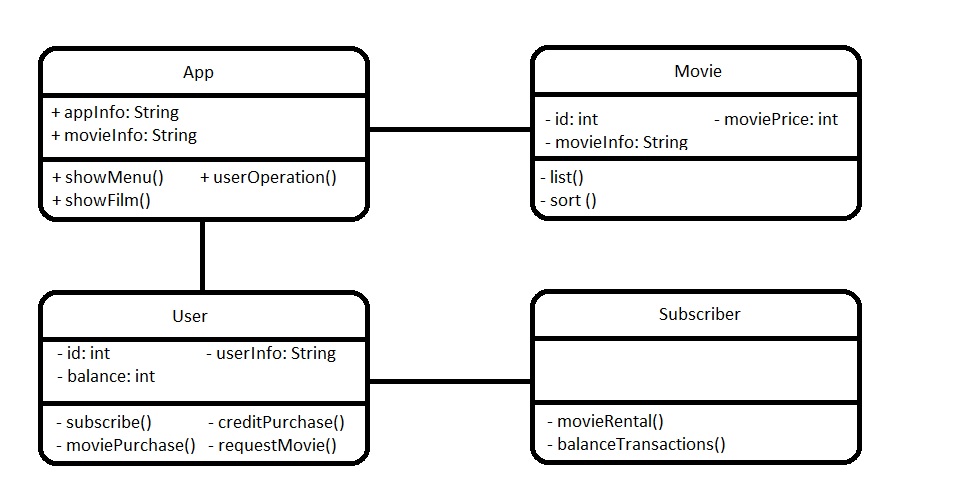 App
+ appInfo: String
+ movieInfo: String
+ showMenu() + userOperation()
+ showFilm()
Movie
- id: int - moviePrice: int
- movieInfo: String
- list()
- sort ()
User
- id: int - userInfo: String
- balance: int
- subscribe() - creditPurchase()
- moviePurchase() - requestMovie()
Subscriber
- movieRental()
- balanceTransactions()